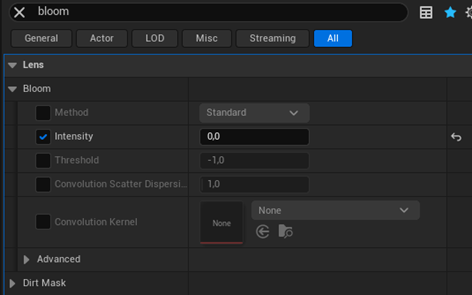 bloom
General Actor LOD Misc Streaming All
Lens
Bloom
Method Standard
Intensity 0,0
Threshold -1,0
Convolution Scatter Dispersi... 1,0
Convolution Kernel None None
Advanced
Dirt Mask